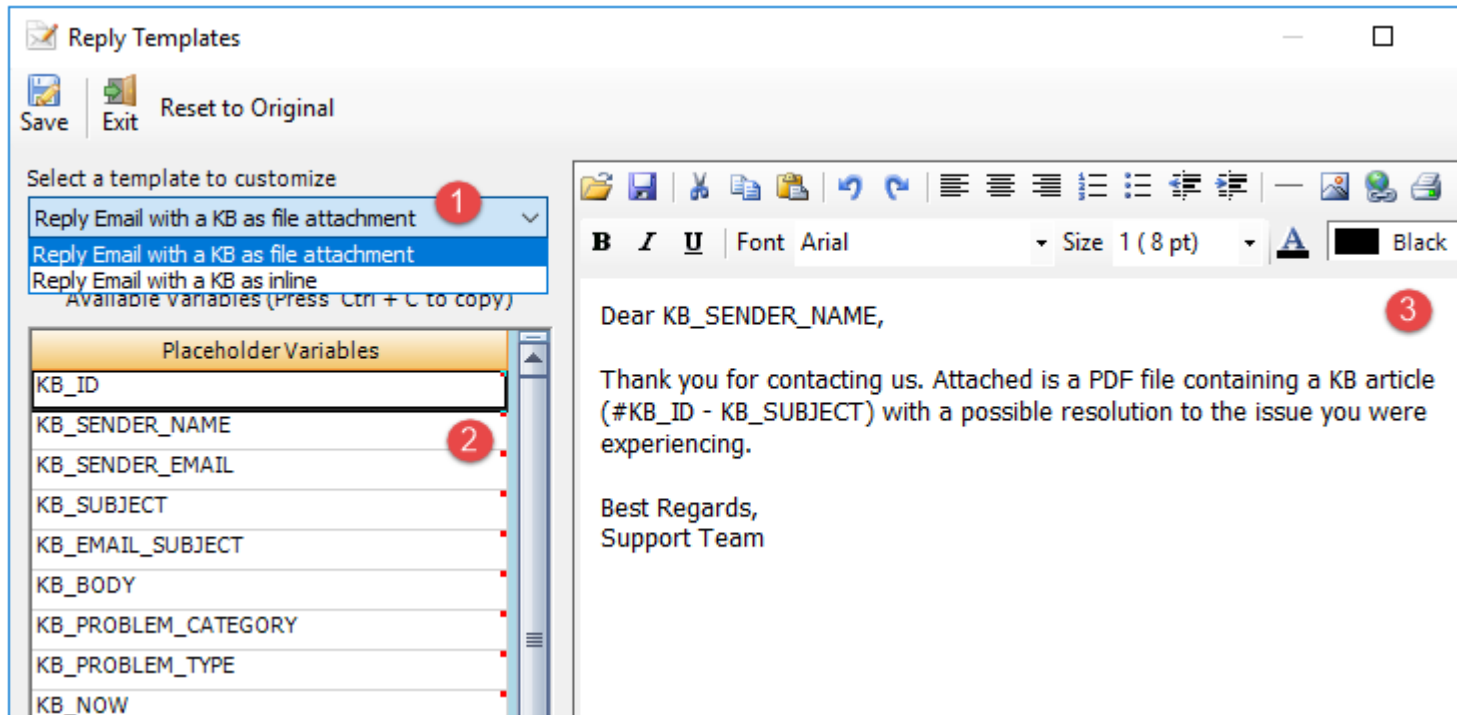 Reply Templates
Save
Exit
Reset to Original
Select a template to customize
Reply Email with a KB as file attachment
1
Reply Email with a KB as file attachment
Reply Email with a KB as inline
Available Variables (Press Ctrl + C to copy)
Placeholder Variables
KB_ID
KB_SENDER_NAME
2
KB_SENDER_EMAIL
KB_SUBJECT
KB_EMAIL_SUBJECT
KB_BODY
KB_PROBLEM_CATEGORY
KB_PROBLEM_TYPE
KB_NOW
B I U Font Arial Size 1 ( 8 pt) A Black
3
Dear KB_SENDER_NAME,
Thank you for contacting us. Attached is a PDF file containing a KB article
(#KB_ID - KB_SUBJECT) with a possible resolution to the issue you were
experiencing.
Best Regards,
Support Team